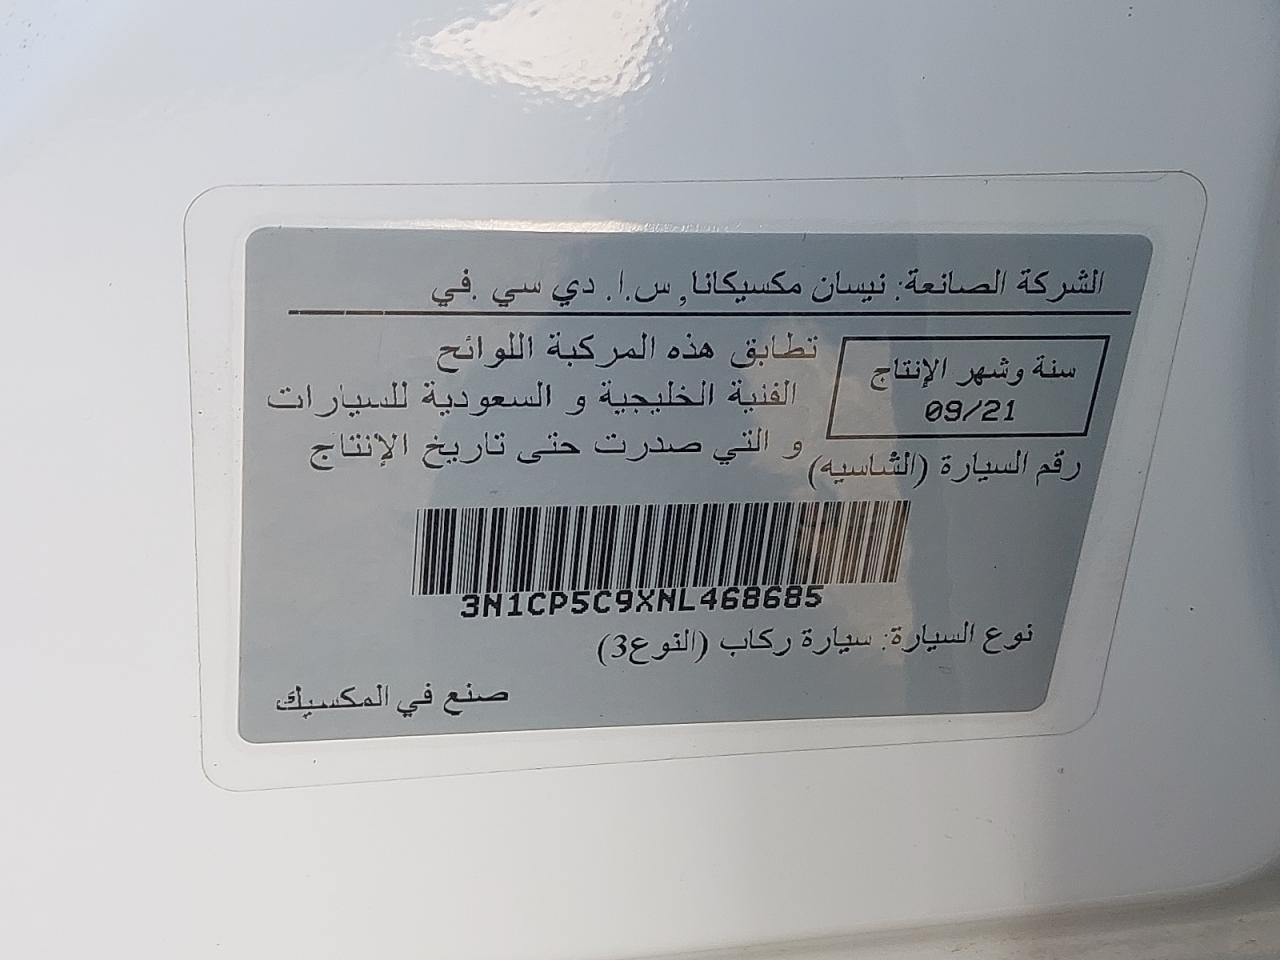 الشركة الصانعة: نيسان مكسيكانا, س.ا. دي سي .في
سنة وشهر الإنتاج
09/21
تطابق هذه المركبة اللوائح
الفنية الخليجية و السعودية للسيارات
و التي صدرت حتى تاريخ الإنتاج
رقم السيارة (الشاسيه)
3N1CP5C9XNL468685
نوع السيارة: سيارة ركاب (النوع3)
صنع في المكسيك